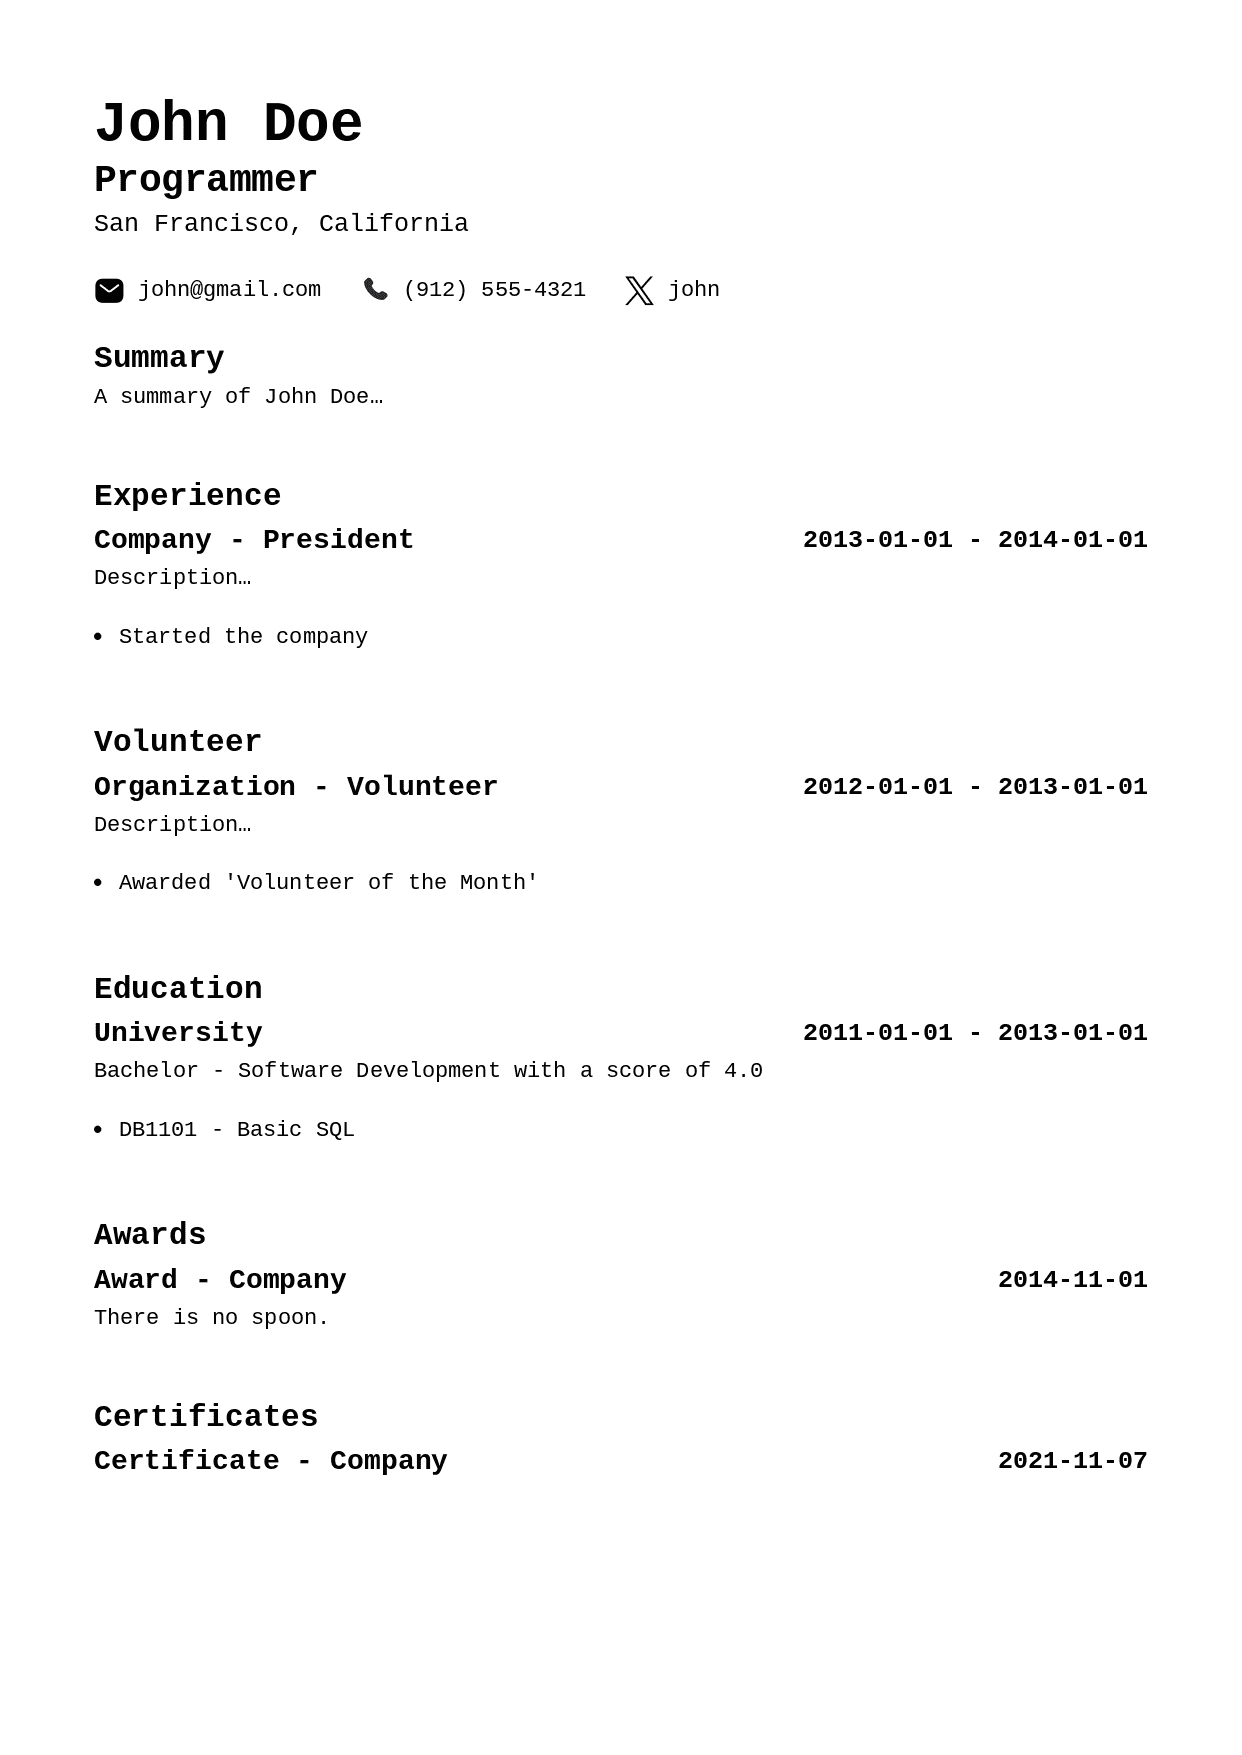 John Doe
Programmer
San Francisco, California
john@gmail.com (912) 555-4321 john
Summary
A summary of John Doe…
Experience
Company - President 2013-01-01 - 2014-01-01
Description…
• Started the company
Volunteer
Organization - Volunteer 2012-01-01 - 2013-01-01
Description…
• Awarded 'Volunteer of the Month'
Education
University 2011-01-01 - 2013-01-01
Bachelor - Software Development with a score of 4.0
• DB1101 - Basic SQL
Awards
Award - Company 2014-11-01
There is no spoon.
Certificates
Certificate - Company 2021-11-07